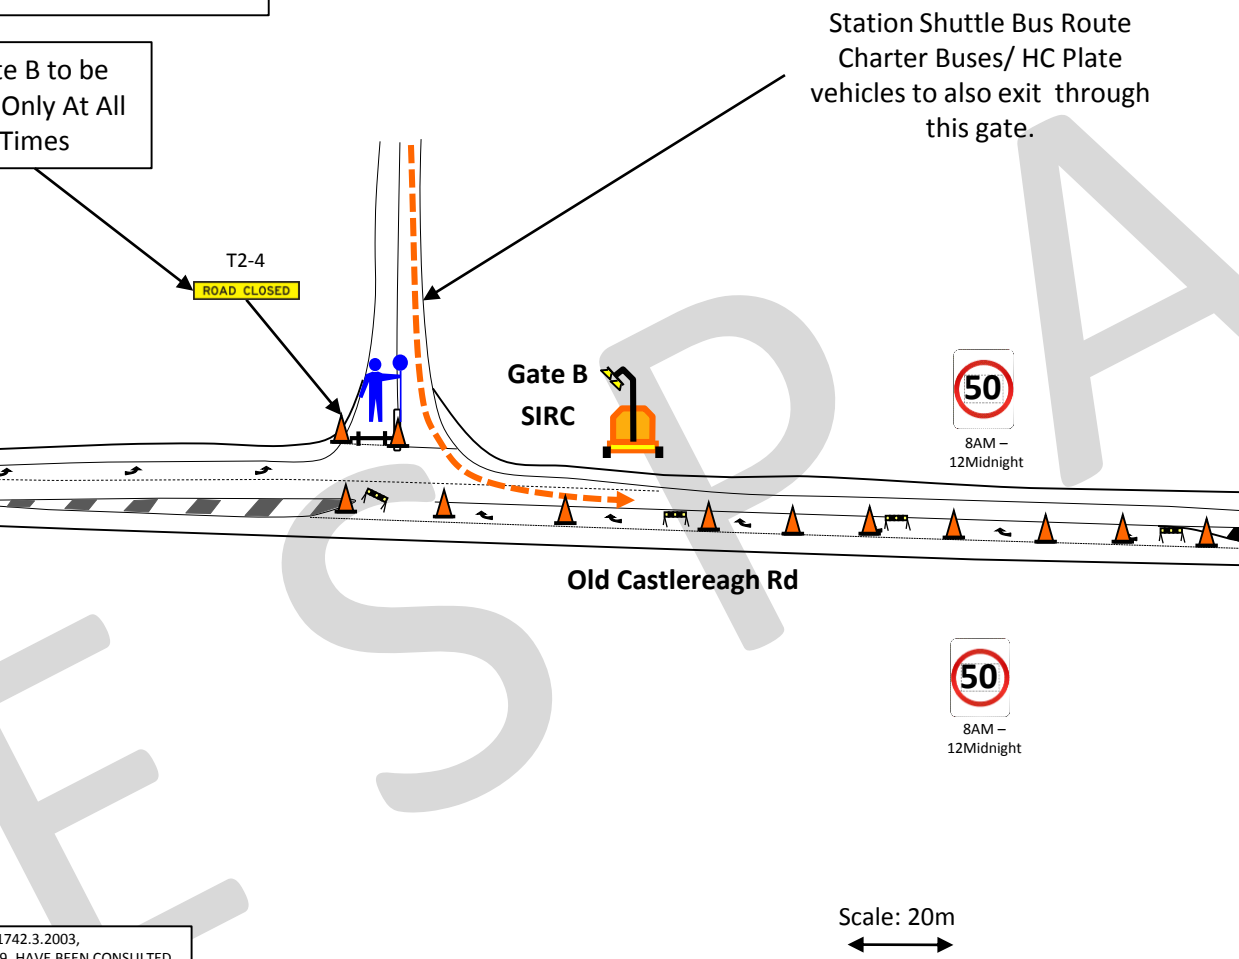 Station Shuttle Bus Route
Charter Buses/ HC Plate
vehicles to also exit through
this gate.
B to be
Only At All
Times
T2-4
ROAD CLOSED
Gate B
SIRC
50
8AM –
12Midnight
Old Castlereagh Rd
50
8AM –
12Midnight
Scale: 20m
1742.3.2003,
HAVE BEEN CONSULTED
E S P A